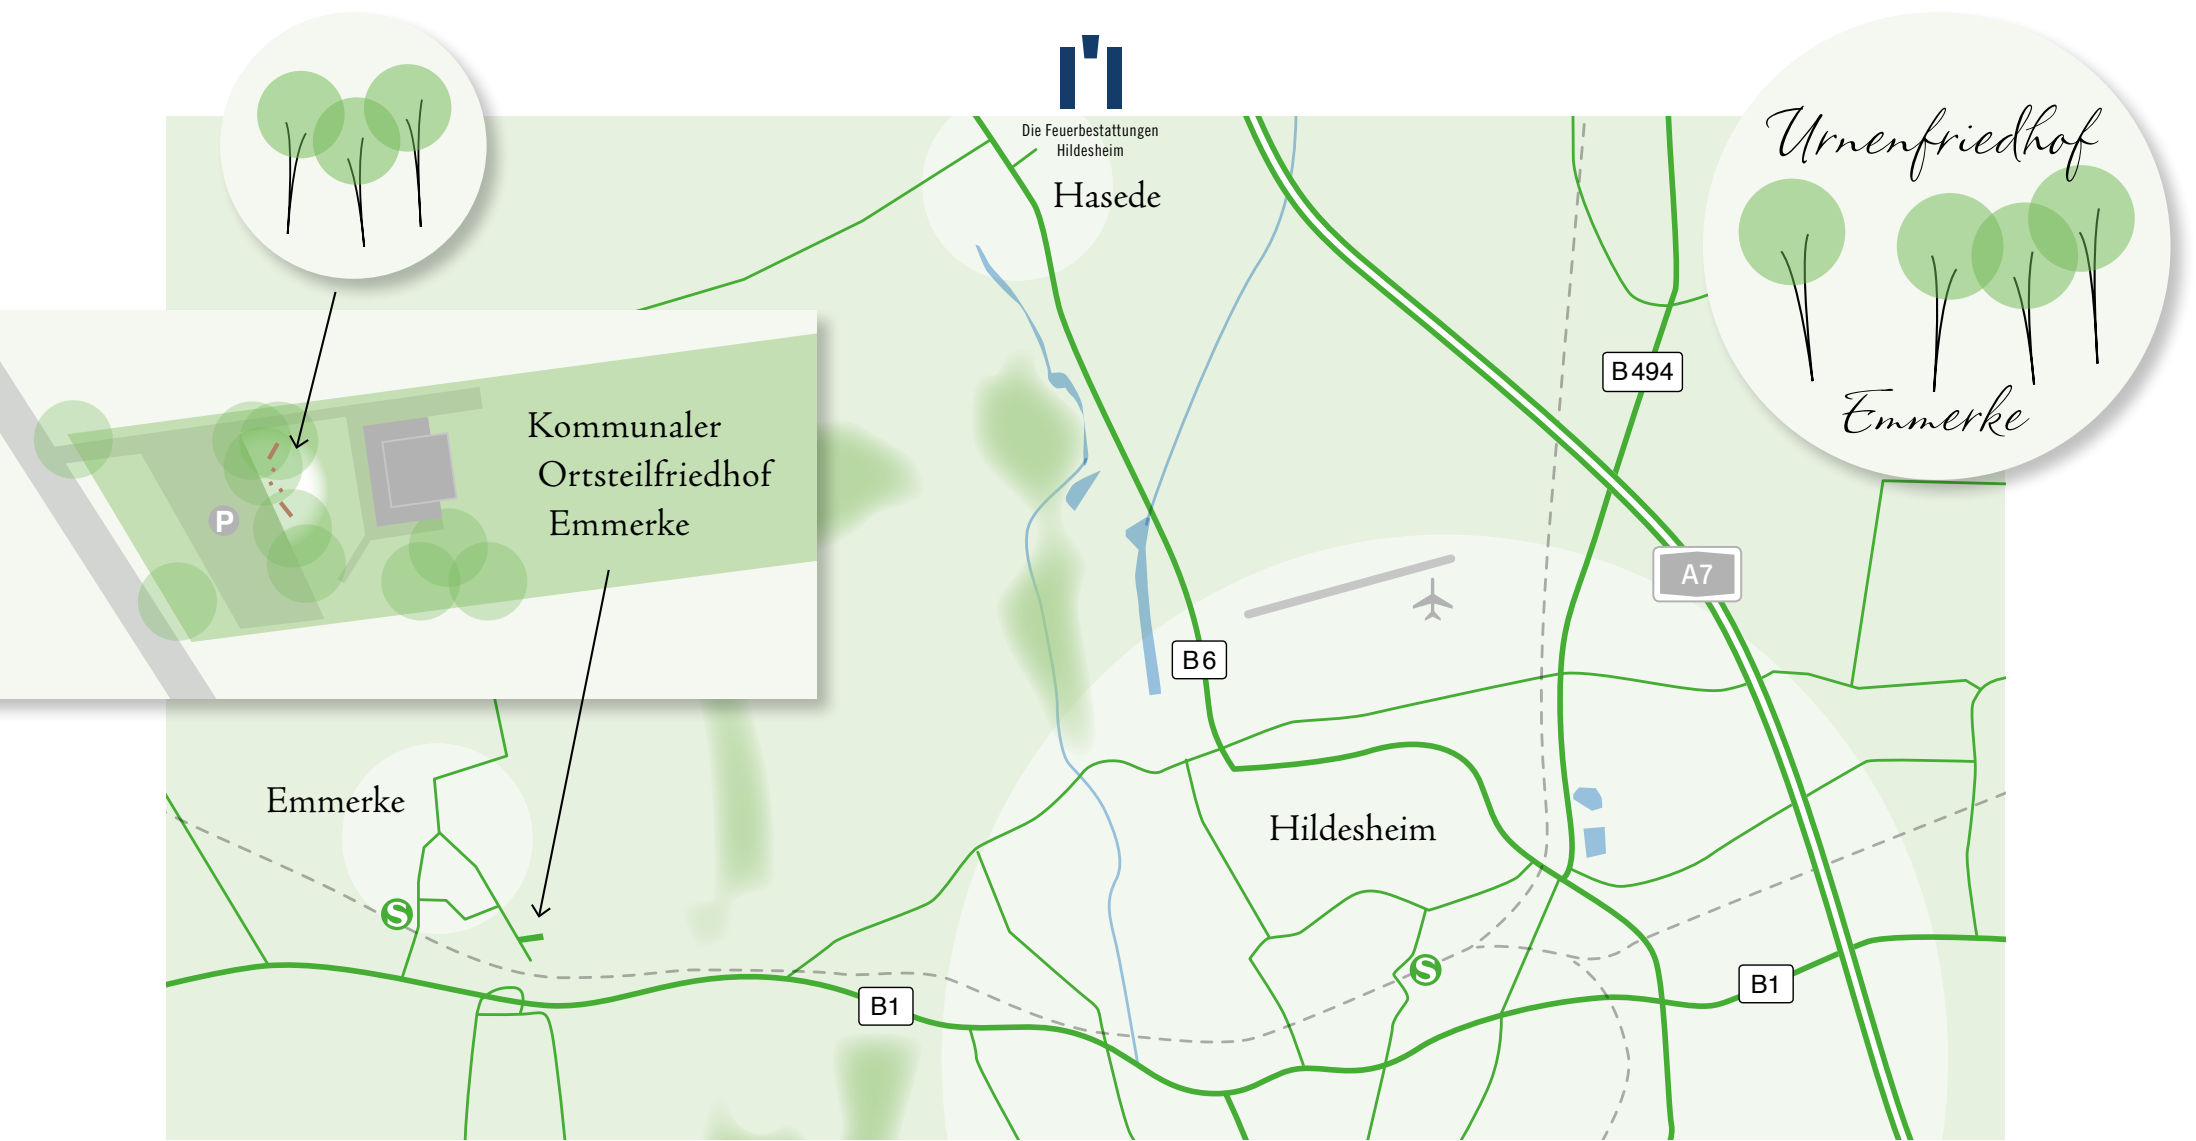 Die Feuerbestattungen
Hildesheim
Hasede
Urnenfriedhof
Emmerke
B494
Kommunaler
Ortsteilfriedhof
Emmerke
P
A7
B6
Emmerke
Hildesheim
S
S
B1
B1